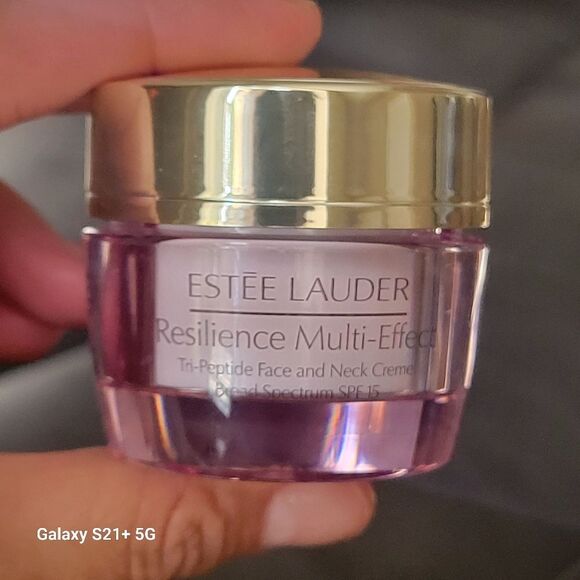 ESTĒE LAUDER
Resilience Multi-Effect
Tri-Peptide Face and Neck Creme
Broad Spectrum SPF 15
Galaxy S21+ 5G